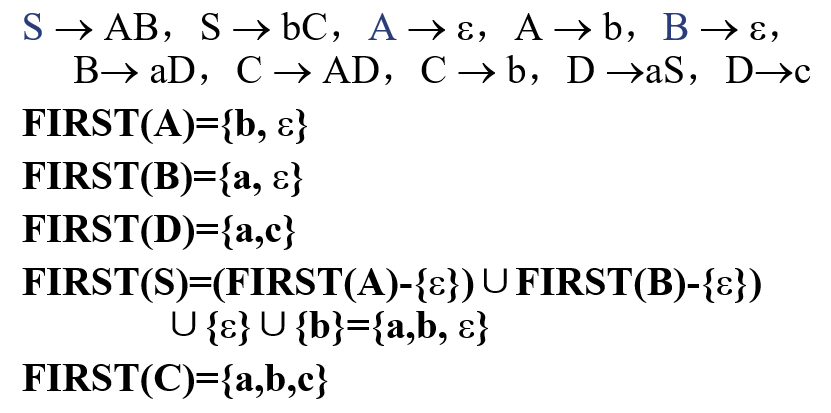 S → AB，S → bC，A → ε，A → b，B → ε，
B→ aD，C → AD，C → b，D →aS，D→c
FIRST(A)={b, ε}
FIRST(B)={a, ε}
FIRST(D)={a,c}
FIRST(S)=(FIRST(A)-{ε})∪FIRST(B)-{ε})
∪{ε}∪{b}={a,b, ε}
FIRST(C)={a,b,c}